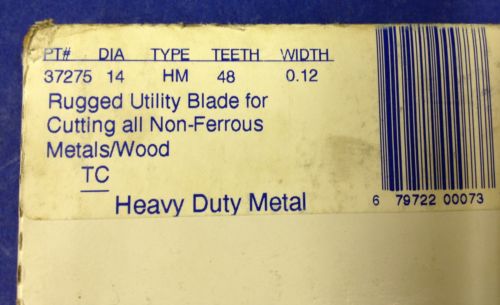 PT# DIA TYPE TEETH WIDTH
37275 14 HM 48 0.12
Rugged Utility Blade for
Cutting all Non-Ferrous
Metals/Wood
TC
Heavy Duty Metal
6 79722 00073